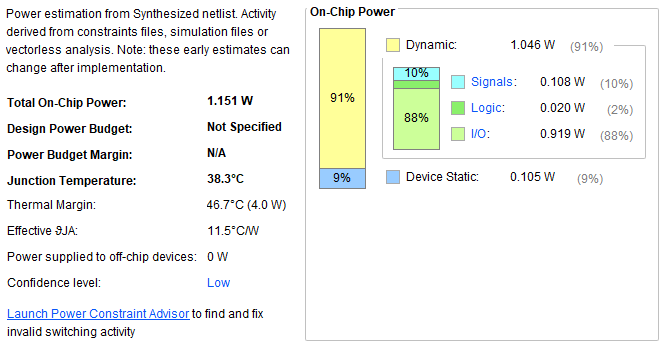 Power estimation from Synthesized netlist. Activity
derived from constraints files, simulation files or
vectorless analysis. Note: these early estimates can
change after implementation.
Total On-Chip Power: 1.151 W
Design Power Budget: Not Specified
Power Budget Margin: N/A
Junction Temperature: 38.3°C
Thermal Margin: 46.7°C (4.0 W)
Effective ϑJA: 11.5°C/W
Power supplied to off-chip devices: 0 W
Confidence level: Low
Launch Power Constraint Advisor to find and fix
invalid switching activity
On-Chip Power
91%
9%
Dynamic: 1.046 W (91%)
10%
88%
Signals: 0.108 W (10%)
Logic: 0.020 W (2%)
I/O: 0.919 W (88%)
Device Static: 0.105 W (9%)